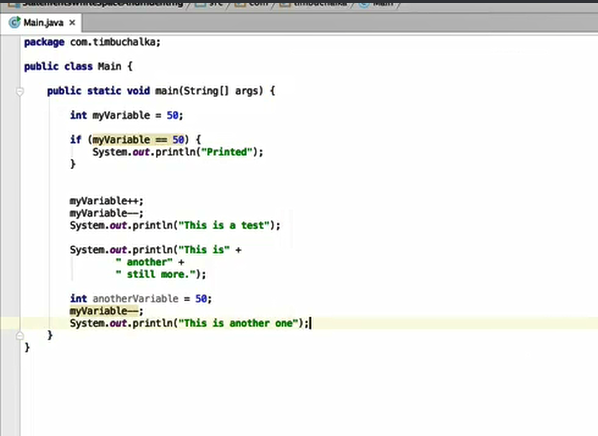 StatementsWhiteSpaceAndIndenting src com timbuchalka Main
Main.java ×
package com.timbuchalka;
public class Main {
public static void main(String[] args) {
int myVariable = 50;
if (myVariable == 50) {
System.out.println("Printed");
}
myVariable++;
myVariable--;
System.out.println("This is a test");
System.out.println("This is" +
" another" +
" still more.");
int anotherVariable = 50;
myVariable--;
System.out.println("This is another one");
}
}